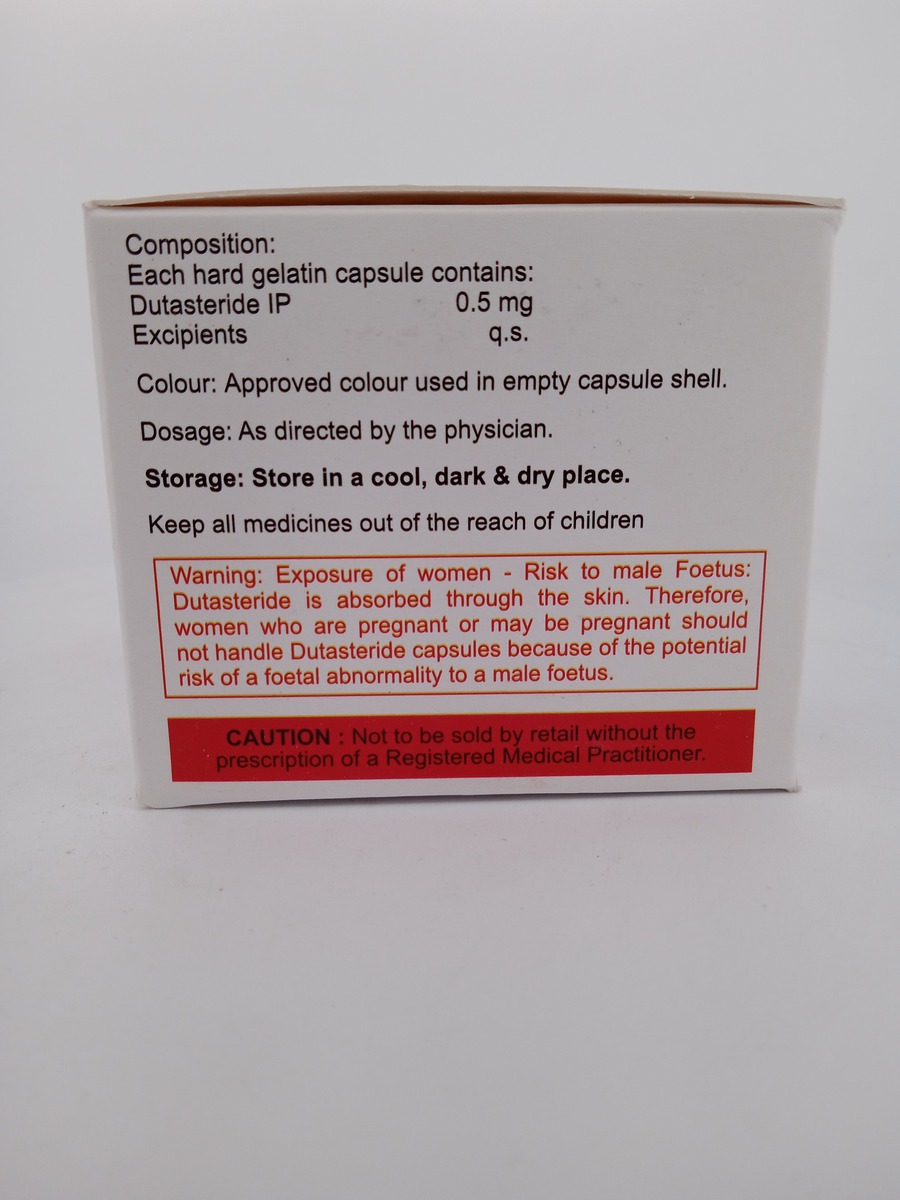 Composition:
Each hard gelatin capsule contains:
Dutasteride IP 0.5 mg
Excipients q.s.
Colour: Approved colour used in empty capsule shell.
Dosage: As directed by the physician.
Storage: Store in a cool, dark & dry place.
Keep all medicines out of the reach of children
Warning: Exposure of women - Risk to male Foetus:
Dutasteride is absorbed through the skin. Therefore,
women who are pregnant or may be pregnant should
not handle Dutasteride capsules because of the potential
risk of a foetal abnormality to a male foetus.
CAUTION : Not to be sold by retail without the
prescription of a Registered Medical Practitioner.